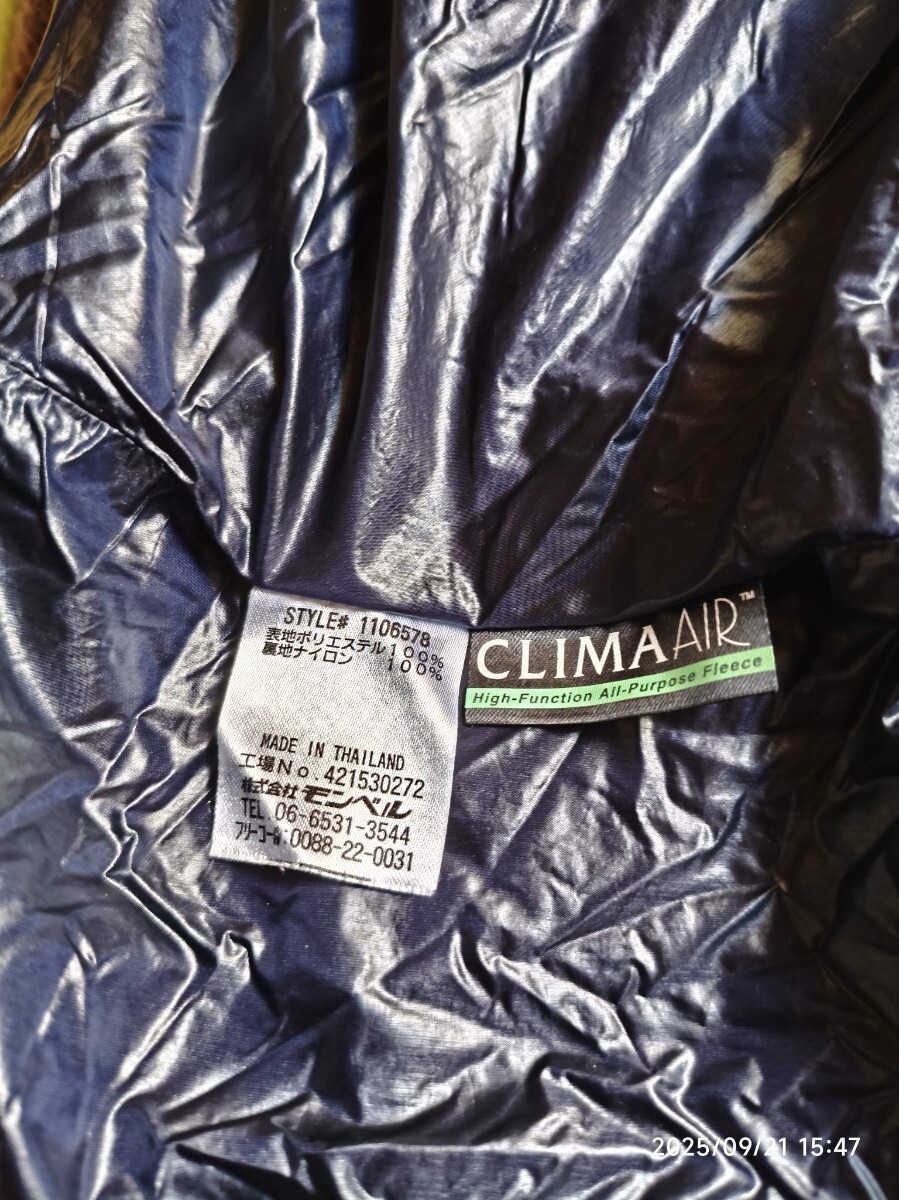 STYLE# 1106578
表地ポリエステル100%
裏地ナイロン 100%
MADE IN THAILAND
工場No.421530272
株式会社モンベル
TEL.06-6531-3544
フリーコール:0088-22-0031
CLIMAAIR™
High-Function All-Purpose Fleece
2025/09/21 15:47